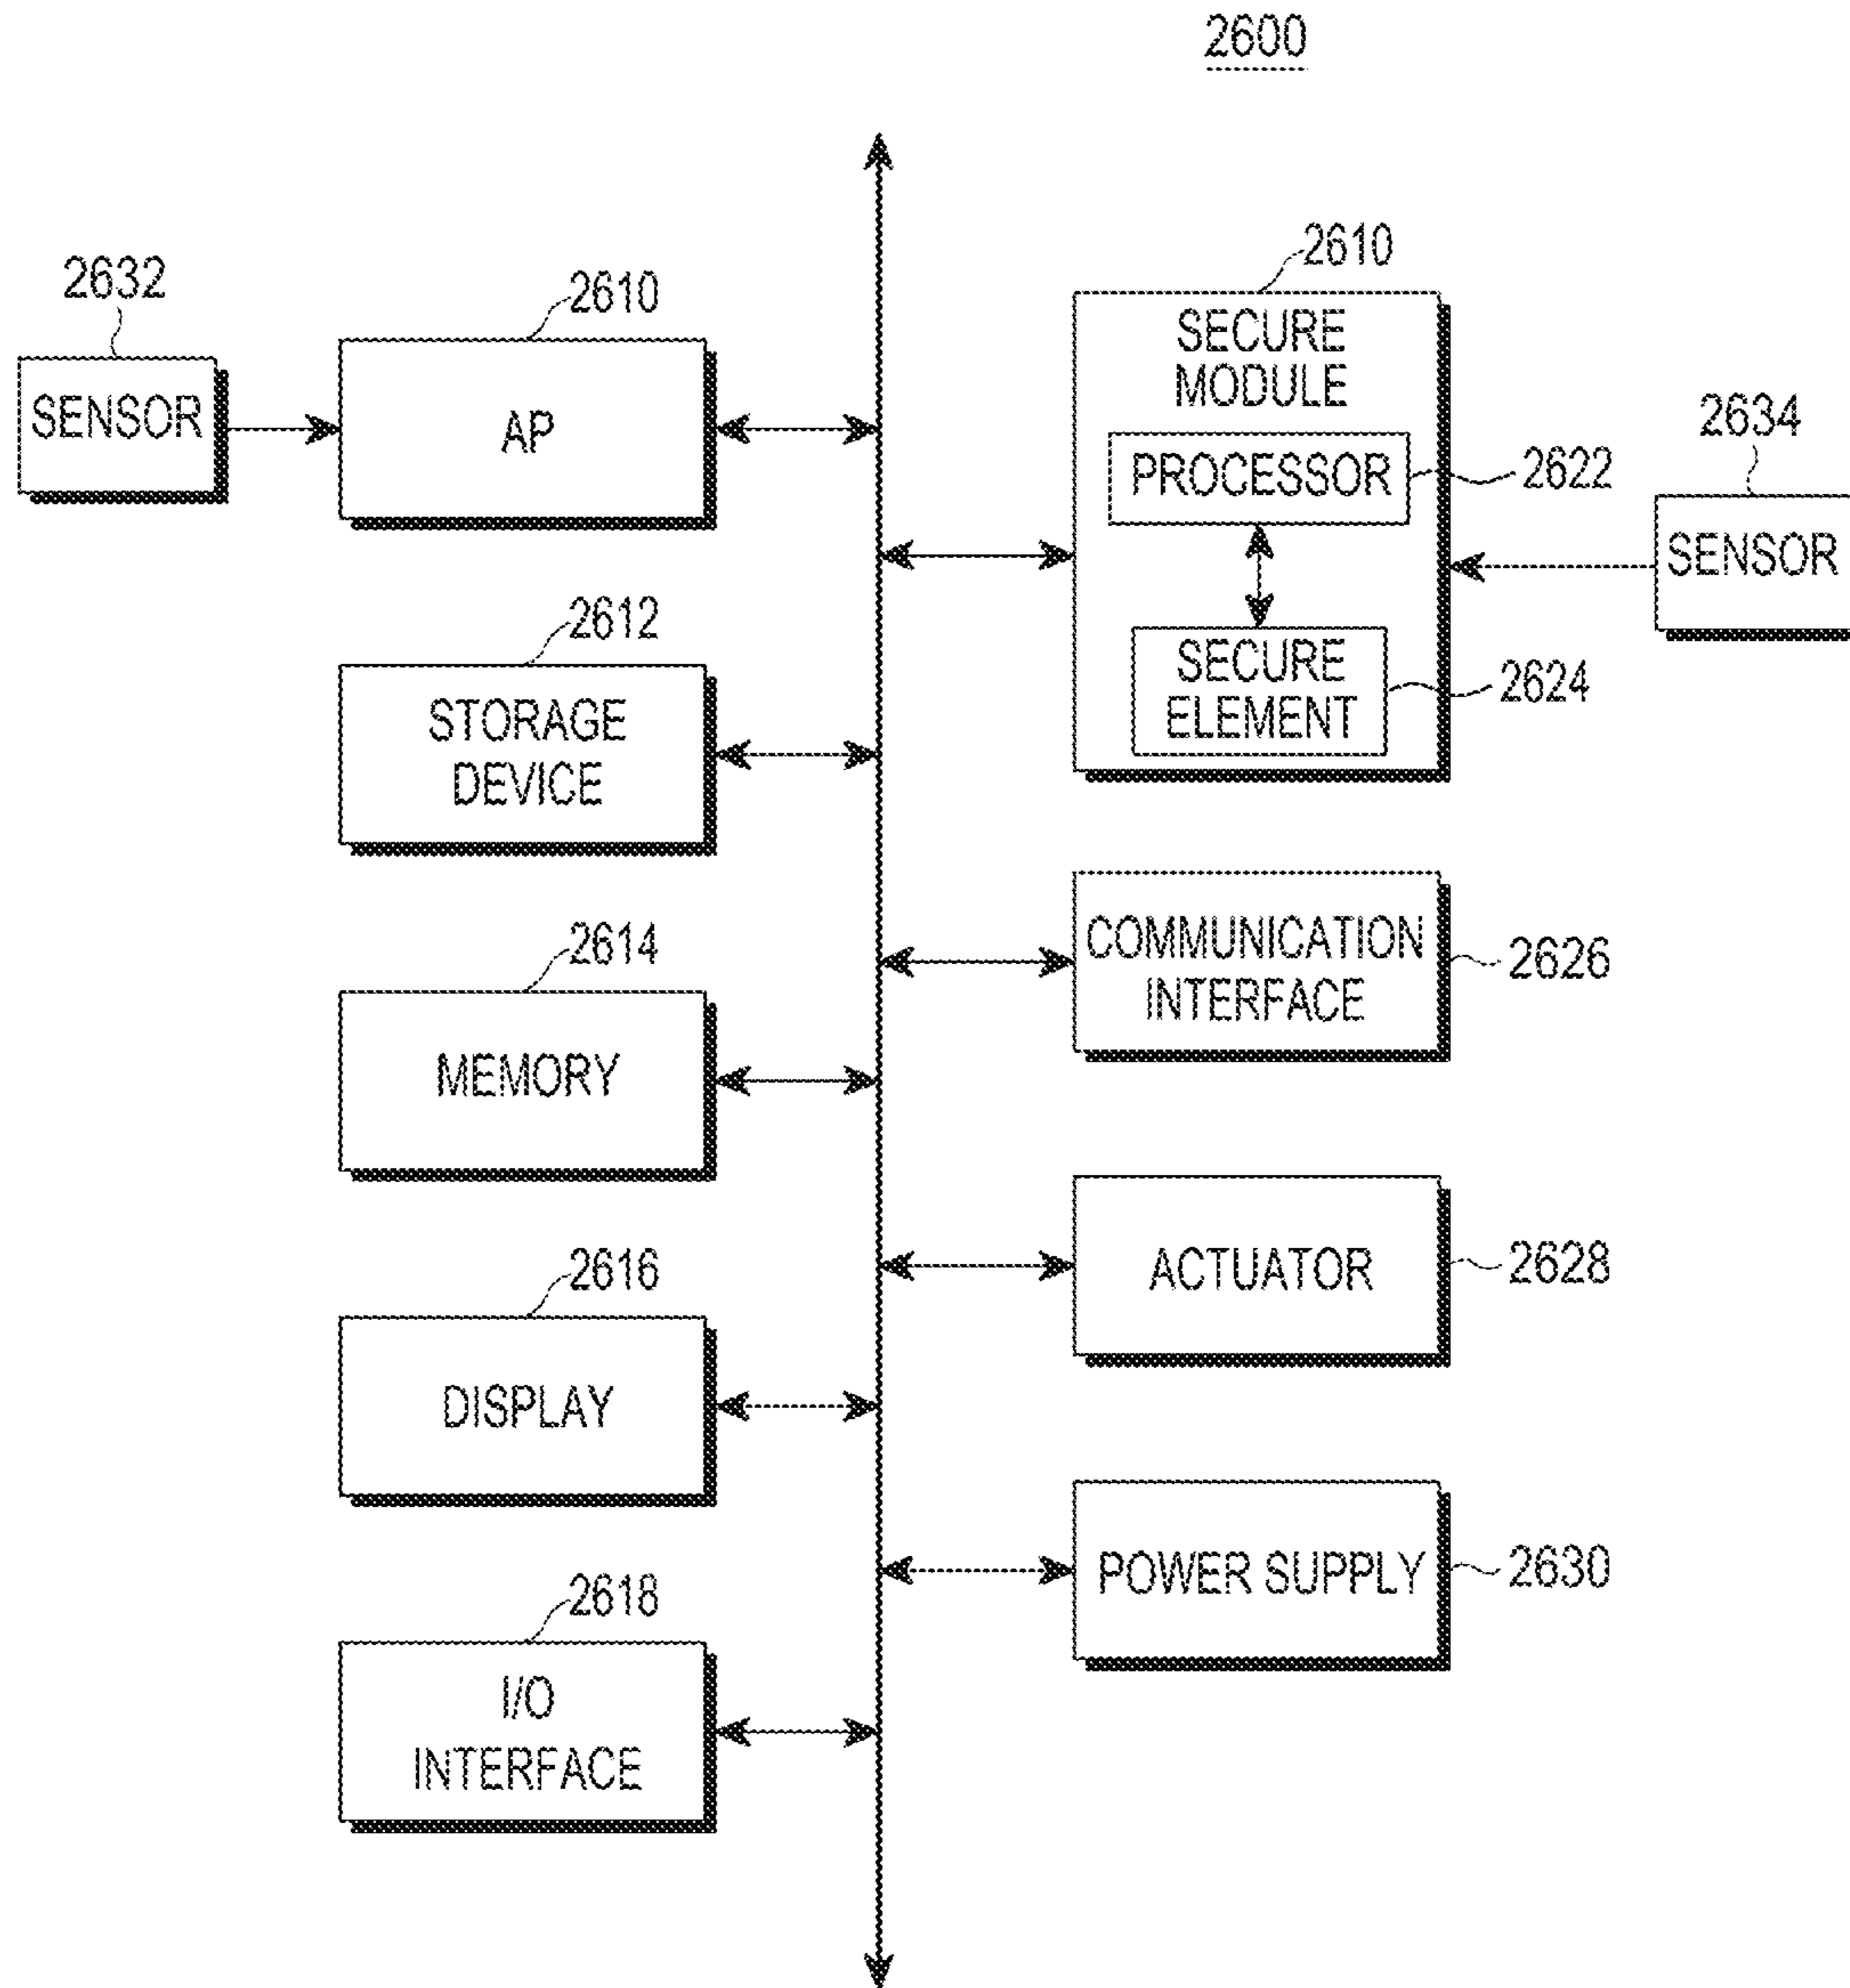 2600
2632
SENSOR
2610
AP
2612
STORAGE
DEVICE
2614
MEMORY
2616
DISPLAY
2618
I/O
INTERFACE
2610
SECURE
MODULE
PROCESSOR
2622
SECURE
ELEMENT
2624
2634
SENSOR
COMMUNICATION
INTERFACE
2626
ACTUATOR
2628
POWER SUPPLY
2630